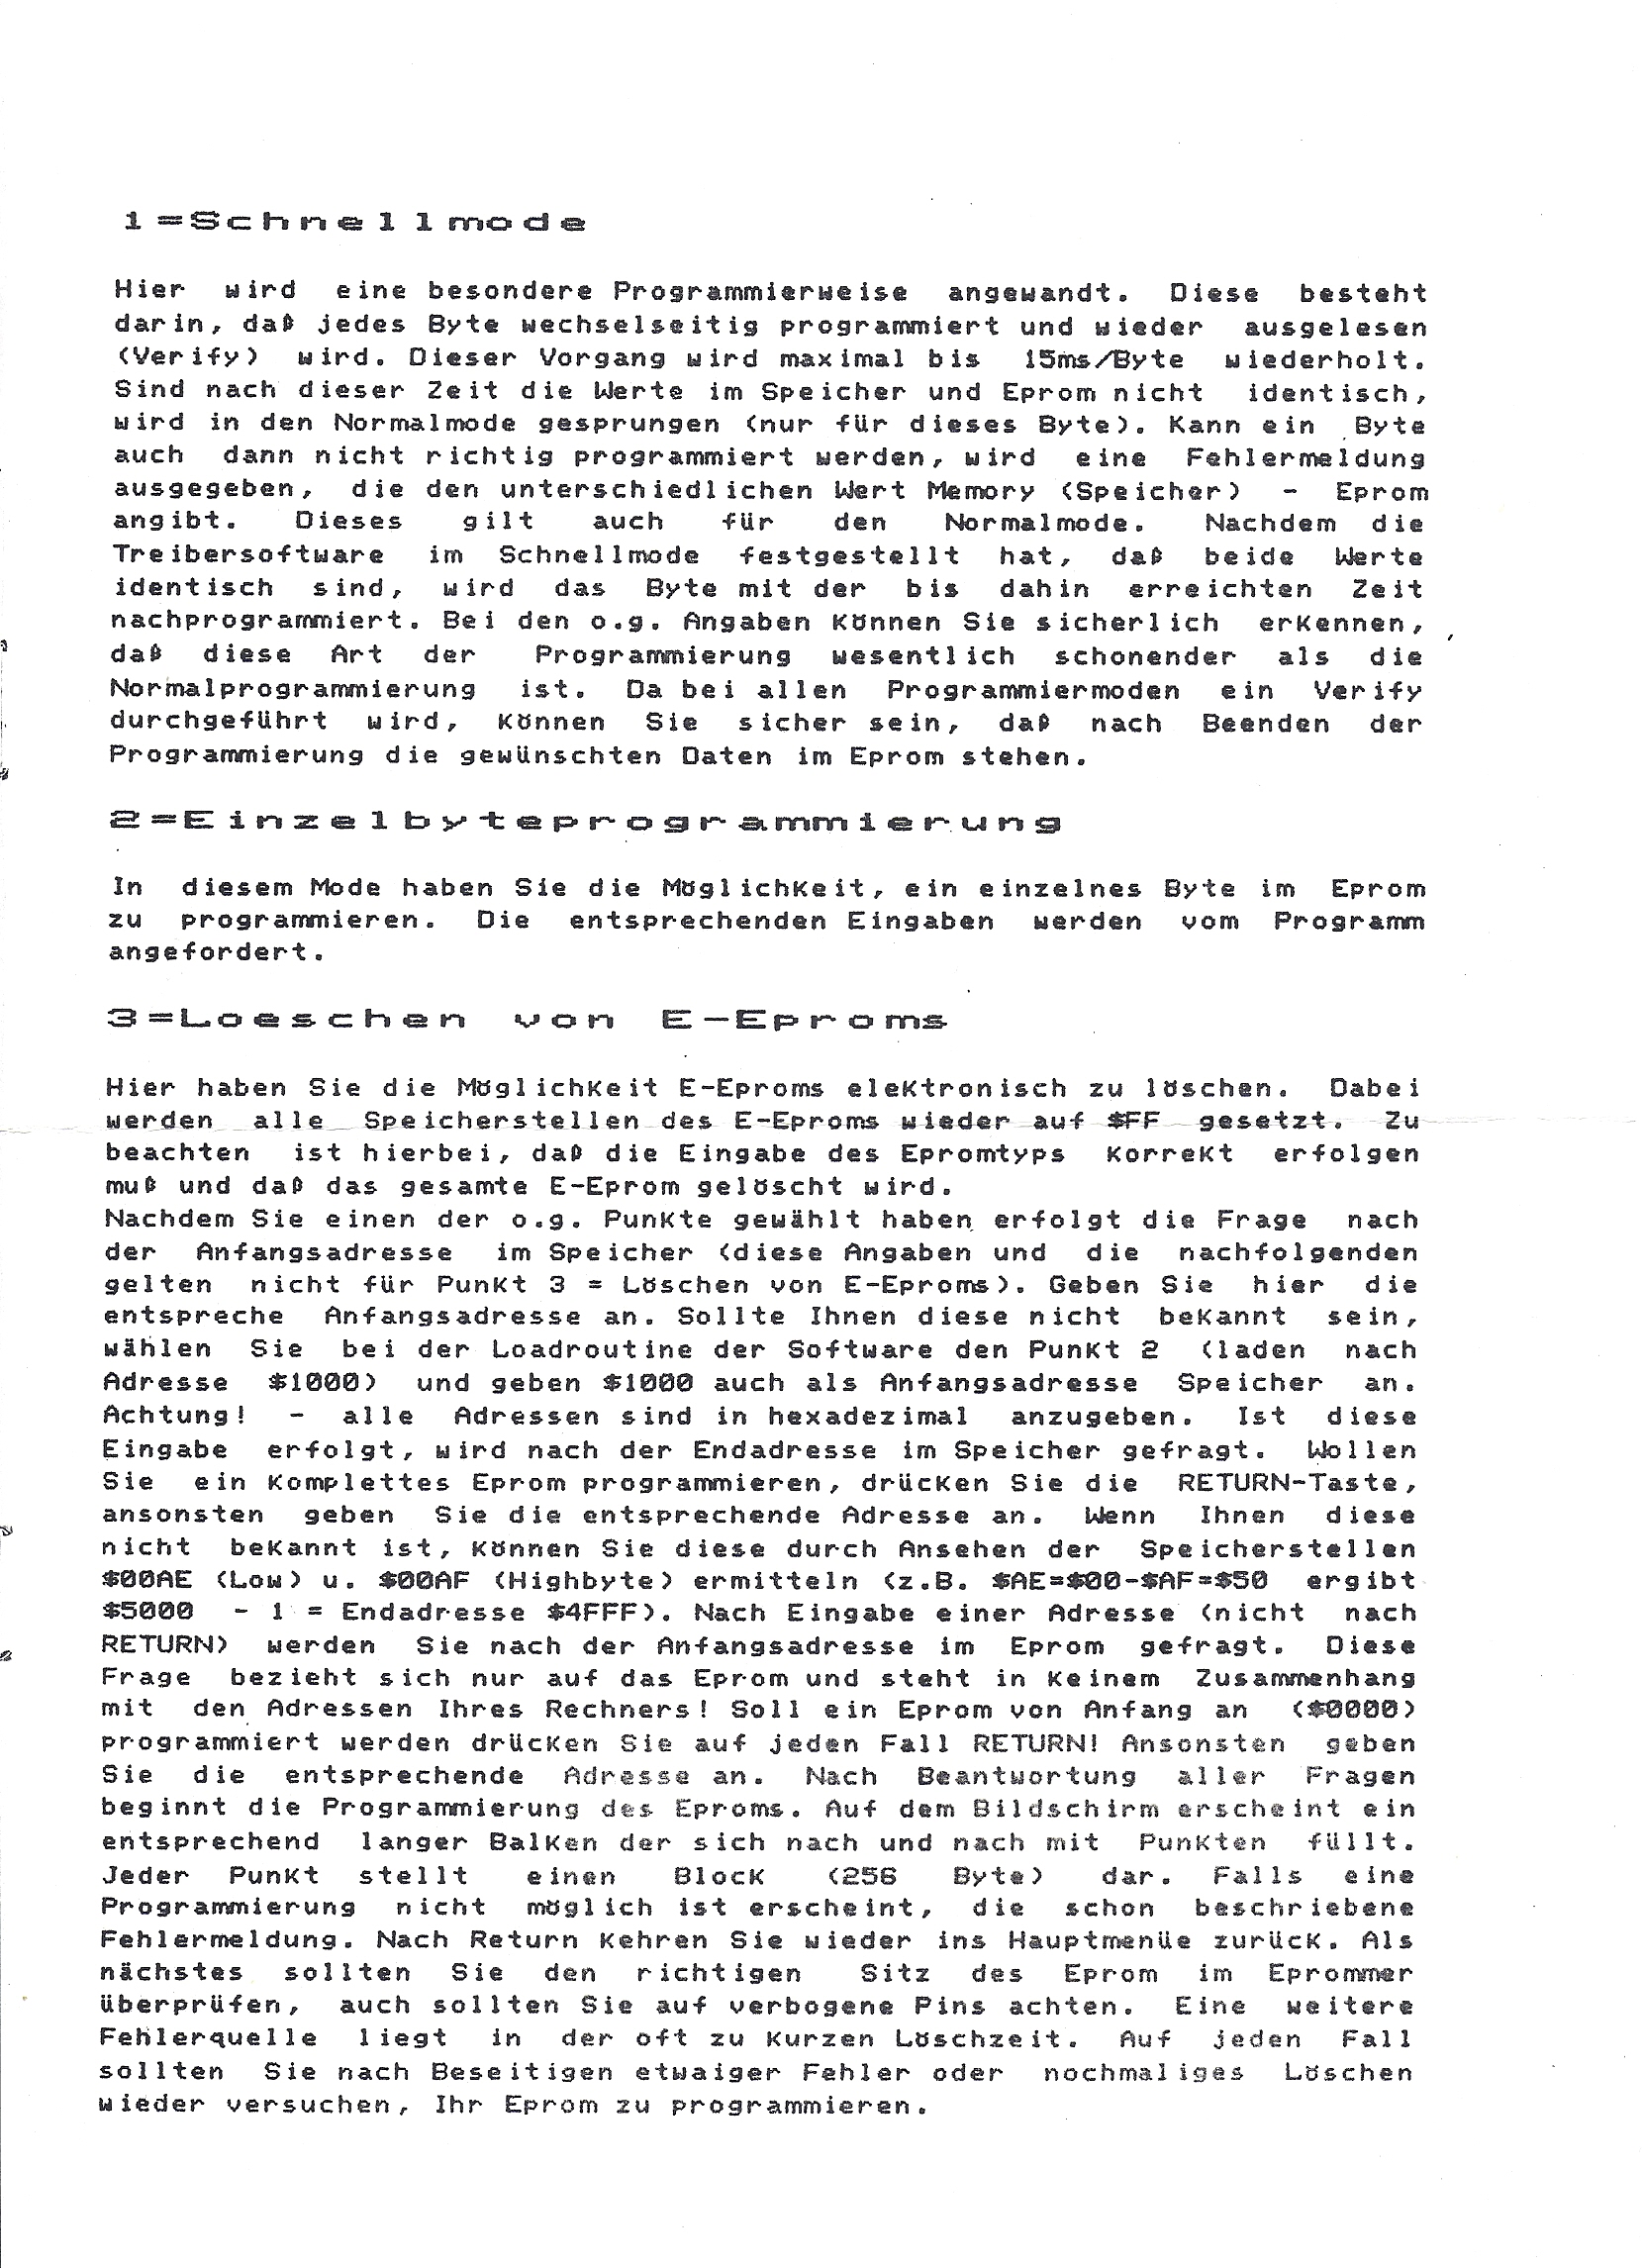 1=Schnellmode
Hier wird eine besondere Programmierweise angewandt. Diese besteht
darin, daß jedes Byte wechselseitig programmiert und wieder ausgelesen
(Verify) wird. Dieser Vorgang wird maximal bis 15ms/Byte wiederholt.
Sind nach dieser Zeit die Werte im Speicher und Eprom nicht identisch,
wird in den Normalmode gesprungen (nur für dieses Byte). Kann ein Byte
auch dann nicht richtig programmiert werden, wird eine Fehlermeldung
ausgegeben, die den unterschiedlichen Wert Memory (Speicher) - Eprom
angibt. Dieses gilt auch für den Normalmode. Nachdem die
Treibersoftware im Schnellmode festgestellt hat, daß beide Werte
identisch sind, wird das Byte mit der bis dahin erreichten Zeit
nachprogrammiert. Bei den o.g. Angaben können Sie sicherlich erkennen,
daß diese Art der Programmierung wesentlich schonender als die
Normalprogrammierung ist. Da bei allen Programmiermoden ein Verify
durchgeführt wird, können Sie sicher sein, daß nach Beenden der
Programmierung die gewünschten Daten im Eprom stehen.
2=Einzelbyteprogrammierung
In diesem Mode haben Sie die Möglichkeit, ein einzelnes Byte im Eprom
zu programmieren. Die entsprechenden Eingaben werden vom Programm
angefordert.
3=Loeschen von E-Eproms
Hier haben Sie die Möglichkeit E-Eproms elektronisch zu löschen. Dabei
werden alle Speicherstellen des E-Eproms wieder auf $FF gesetzt. Zu
beachten ist hierbei, daß die Eingabe des Epromtyps korrekt erfolgen
muß und daß das gesamte E-Eprom gelöscht wird.
Nachdem Sie einen der o.g. Punkte gewählt haben erfolgt die Frage nach
der Anfangsadresse im Speicher (diese Angaben und die nachfolgenden
gelten nicht für Punkt 3 = Löschen von E-Eproms). Geben Sie hier die
entspreche Anfangsadresse an. Sollte Ihnen diese nicht bekannt sein,
wählen Sie bei der Loadroutine der Software den Punkt 2 (laden nach
Adresse $1000) und geben $1000 auch als Anfangsadresse Speicher an.
Achtung! - alle Adressen sind in hexadezimal anzugeben. Ist diese
Eingabe erfolgt, wird nach der Endadresse im Speicher gefragt. Wollen
Sie ein komplettes Eprom programmieren, drücken Sie die RETURN-Taste,
ansonsten geben Sie die entsprechende Adresse an. Wenn Ihnen diese
nicht bekannt ist, können Sie diese durch Ansehen der Speicherstellen
$00AE (Low) u. $00AF (Highbyte) ermitteln (z.B. $AE=$00-$AF=$50 ergibt
$5000 - 1 = Endadresse $4FFF). Nach Eingabe einer Adresse (nicht nach
RETURN) werden Sie nach der Anfangsadresse im Eprom gefragt. Diese
Frage bezieht sich nur auf das Eprom und steht in keinem Zusammenhang
mit den Adressen Ihres Rechners! Soll ein Eprom von Anfang an ($0000)
programmiert werden drücken Sie auf jeden Fall RETURN! Ansonsten geben
Sie die entsprechende Adresse an. Nach Beantwortung aller Fragen
beginnt die Programmierung des Eproms. Auf dem Bildschirm erscheint ein
entsprechend langer Balken der sich nach und nach mit Punkten füllt.
Jeder Punkt stellt einen Block (256 Byte) dar. Falls eine
Programmierung nicht möglich ist erscheint, die schon beschriebene
Fehlermeldung. Nach Return kehren Sie wieder ins Hauptmenüe zurück. Als
nächstes sollten Sie den richtigen Sitz des Eprom im Eprommer
überprüfen, auch sollten Sie auf verbogene Pins achten. Eine weitere
Fehlerquelle liegt in der oft zu kurzen Löschzeit. Auf jeden Fall
sollten Sie nach Beseitigen etwaiger Fehler oder nochmaliges Löschen
wieder versuchen, Ihr Eprom zu programmieren.